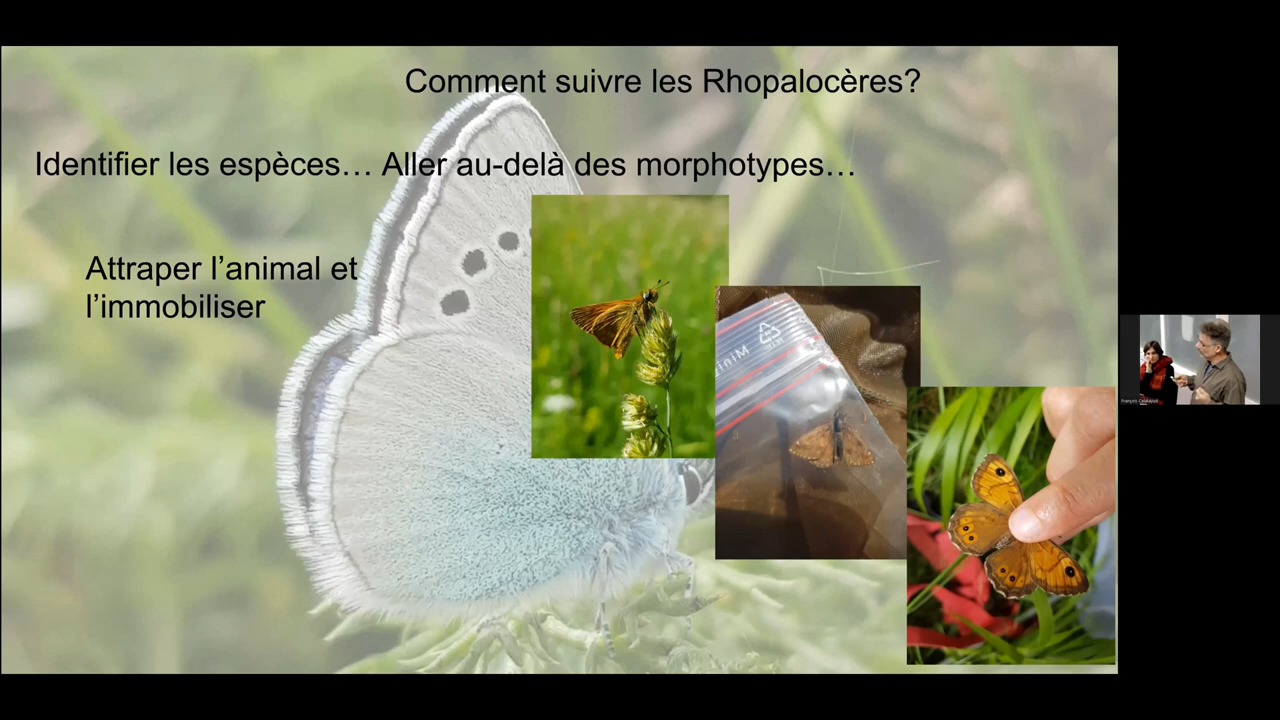 Comment suivre les Rhopalocères?
Identifier les espèces… Aller au-delà des morphotypes…
Attraper l’animal et
l’immobiliser